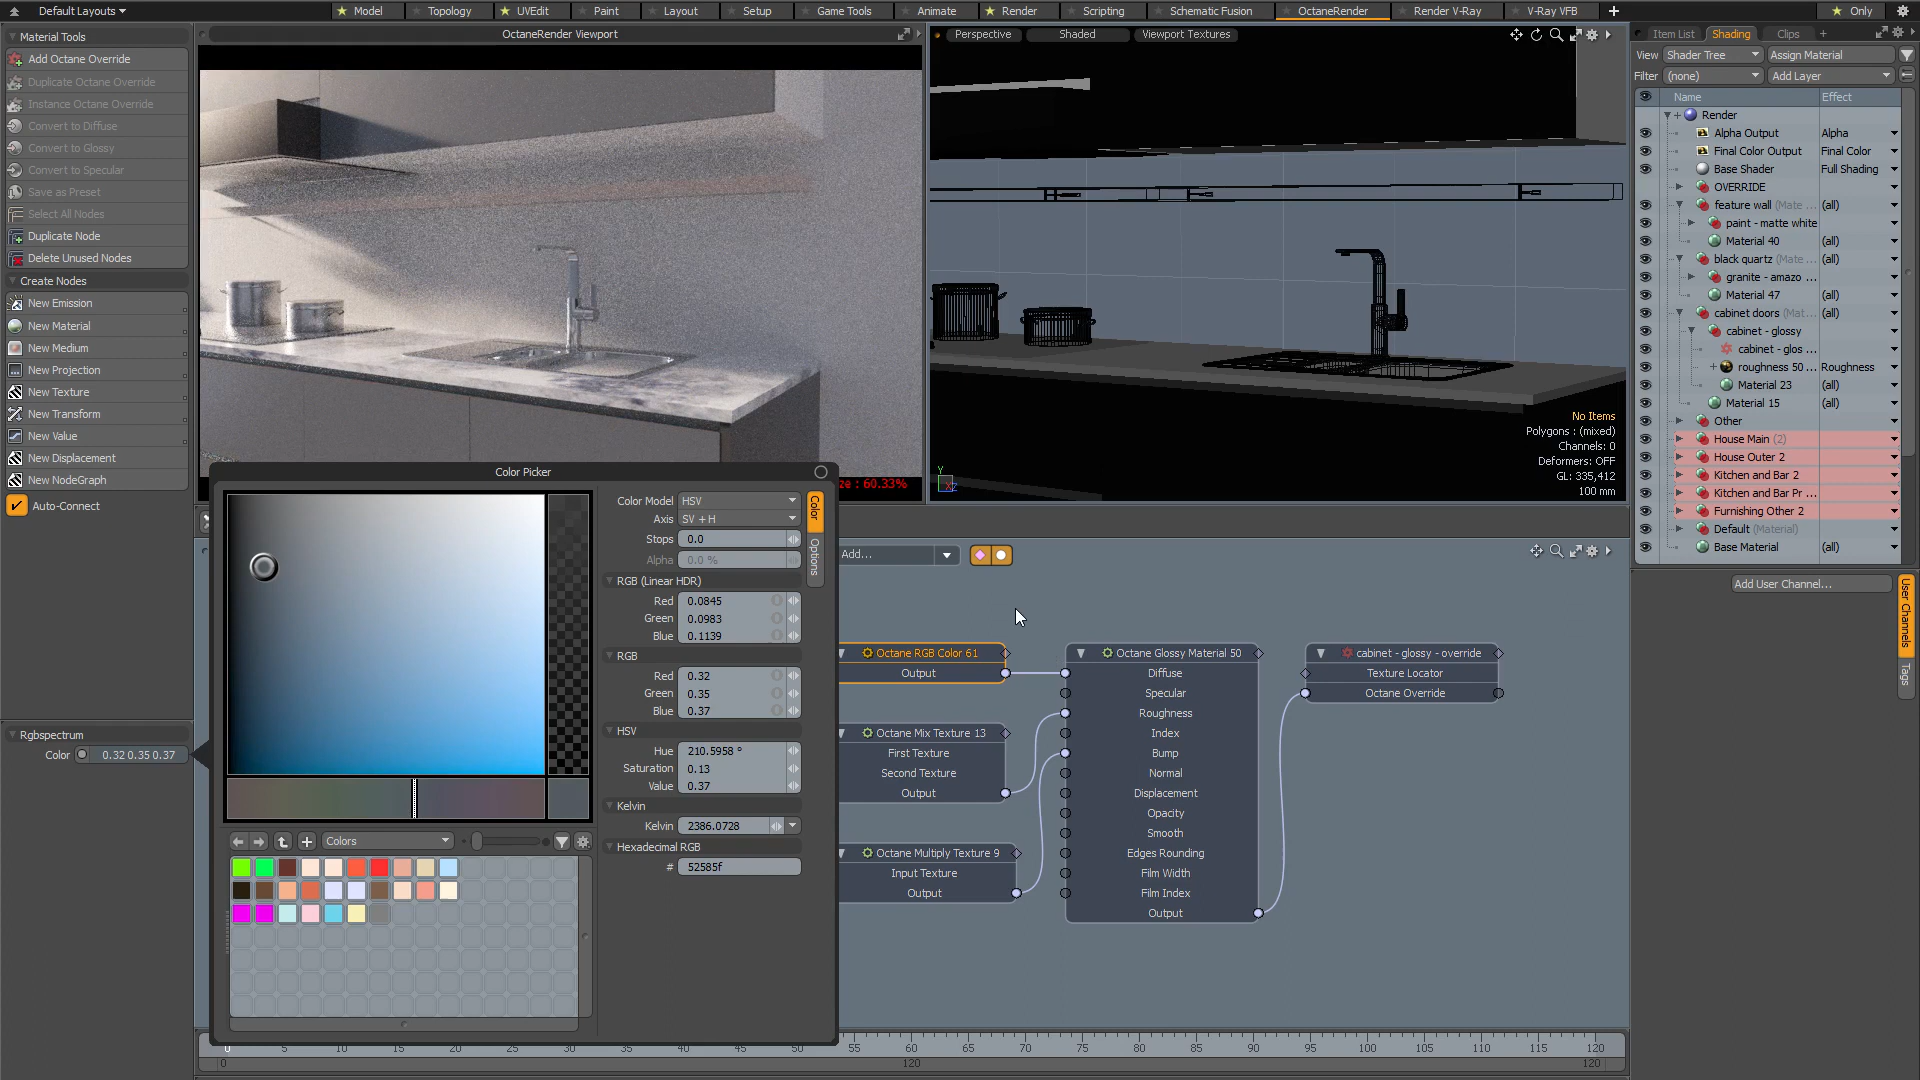 Default Layouts
Model
Topology
UVEdit
Paint
Layout
Setup
Game Tools
Animate
Render
Scripting
Schematic Fusion
OctaneRender
Render V-Ray
V-Ray VFB
Only
Material Tools
Add Octane Override
Duplicate Octane Override
Instance Octane Override
Convert to Diffuse
Convert to Glossy
Convert to Specular
Save as Preset
Select All Nodes
Duplicate Node
Delete Unused Nodes
Create Nodes
New Emission
New Material
New Medium
New Projection
New Texture
New Transform
New Value
New Displacement
New NodeGraph
Auto-Connect
Rgbspectrum
Color 0.32 0.35 0.37
OctaneRender Viewport
ze : 60.33%
Perspective
Shaded
Viewport Textures
No Items
Polygons : (mixed)
Channels: 0
Deformers: OFF
GL: 335,412
100 mm
Y
X
Z
Color Picker
Color Model HSV
Axis SV + H
Stops 0.0
Alpha 0.0 %
RGB (Linear HDR)
Red 0.0845
Green 0.0983
Blue 0.1139
RGB
Red 0.32
Green 0.35
Blue 0.37
HSV
Hue 210.5958 °
Saturation 0.13
Value 0.37
Kelvin
Kelvin 2386.0728
Hexadecimal RGB
# 52585f
Color
Options
Colors
Add...
Octane RGB Color 61
Output
Octane Mix Texture 13
First Texture
Second Texture
Output
Octane Multiply Texture 9
Input Texture
Output
Octane Glossy Material 50
Diffuse
Specular
Roughness
Index
Bump
Normal
Displacement
Opacity
Smooth
Edges Rounding
Film Width
Film Index
Output
cabinet - glossy - override
Texture Locator
Octane Override
0 5 10 15 20 25 30 35 40 45 50 55 60 65 70 75 80 85 90 95 100 105 110 115 120
0 120 120
Item List
Shading
Clips
View Shader Tree Assign Material
Filter (none) Add Layer
Name Effect
Render
Alpha Output Alpha
Final Color Output Final Color
Base Shader Full Shading
OVERRIDE
feature wall (Mate ... (all)
paint - matte white
Material 40 (all)
black quartz (Mate ... (all)
granite - amazo ...
Material 47 (all)
cabinet doors (Mat... (all)
cabinet - glossy
cabinet - glos ...
roughness 50 ... Roughness
Material 23 (all)
Material 15 (all)
Other
House Main (2)
House Outer 2
Kitchen and Bar 2
Kitchen and Bar Pr ...
Furnishing Other 2
Default (Material)
Base Material (all)
Add User Channel...
User Channels
Tags